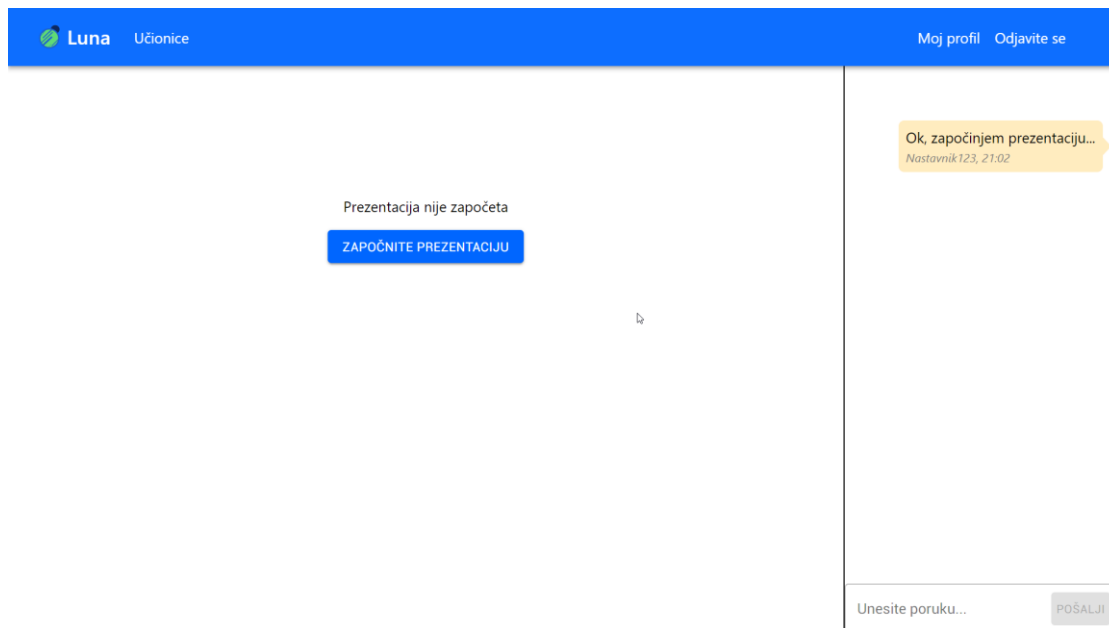 Luna
Učionice
Moj profil
Odjavite se
Prezentacija nije započeta
ZAPOČNITE PREZENTACIJU
Ok, započinjem prezentaciju...
Nastavnik123, 21:02
Unesite poruku...
POŠALJI